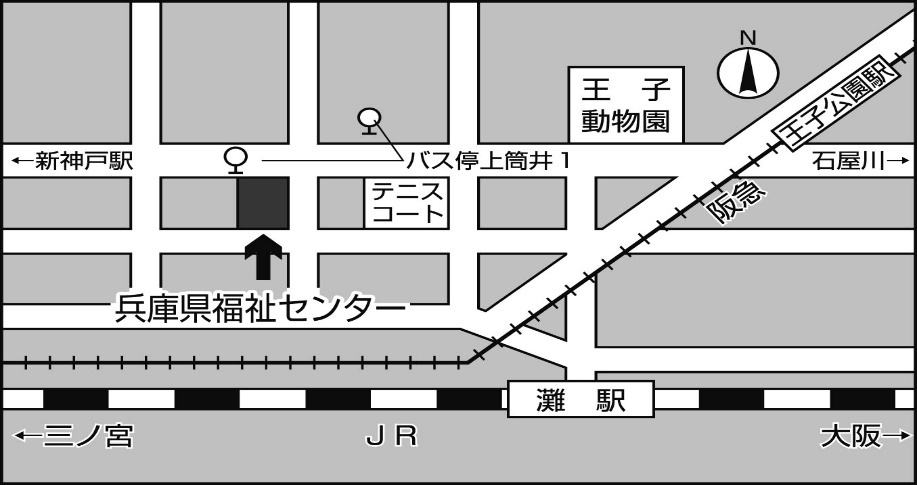 N
王子
動物園
王子公園駅
←新神戸駅
バス停上筒井1
石屋川→
テニス
コート
阪急
兵庫県福祉センター
灘駅
←三ノ宮
JR
大阪→